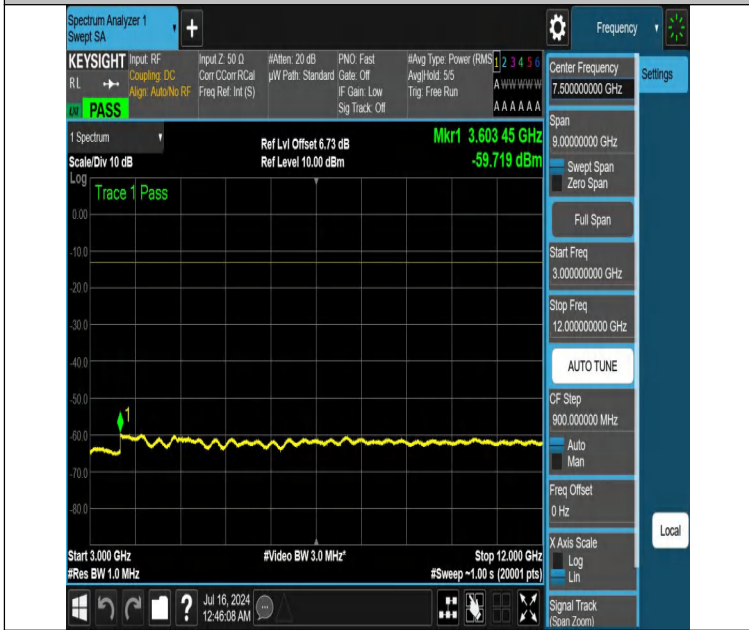 Spectrum Analyzer 1
Swept SA
+
Frequency
KEYSIGHT
RL
PASS
Input: RF
Coupling: DC
Align: Auto/No RF
Input Z: 50 Ω
Corr CCorr RCal
Freq Ref: Int (S)
#Atten: 20 dB
µW Path: Standard
PNO: Fast
Gate: Off
IF Gain: Low
Sig Track: Off
#Avg Type: Power (RMS
Avg|Hold: 5/5
Trig: Free Run
1 2 3 4 5 6
A W W W W W
A A A A A A
1 Spectrum
Scale/Div 10 dB
Ref Lvl Offset 6.73 dB
Ref Level 10.00 dBm
Mkr1 3.603 45 GHz
-59.719 dBm
Log
Trace 1 Pass
0.00
-10.0
-20.0
-30.0
-40.0
-50.0
-60.0
-70.0
-80.0
1
Start 3.000 GHz
#Res BW 1.0 MHz
#Video BW 3.0 MHz*
Stop 12.000 GHz
#Sweep ~1.00 s (20001 pts)
Center Frequency
7.500000000 GHz
Settings
Span
9.00000000 GHz
Swept Span
Zero Span
Full Span
Start Freq
3.000000000 GHz
Stop Freq
12.000000000 GHz
AUTO TUNE
CF Step
900.000000 MHz
Auto
Man
Freq Offset
0 Hz
X Axis Scale
Log
Lin
Signal Track
(Span Zoom)
Local
?
Jul 16, 2024
12:46:08 AM